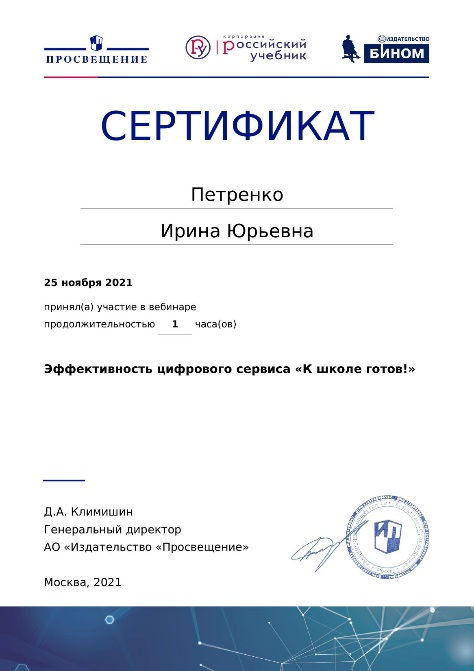 ПРОСВЕЩЕНИЕ
корпорация
российский
учебник
ИЗДАТЕЛЬСТВО
БИНОМ
СЕРТИФИКАТ
Петренко
Ирина Юрьевна
25 ноября 2021
принял(а) участие в вебинаре
продолжительностью 1 часа(ов)
Эффективность цифрового сервиса «К школе готов!»
Д.А. Климишин
Генеральный директор
АО «Издательство «Просвещение»
Москва, 2021